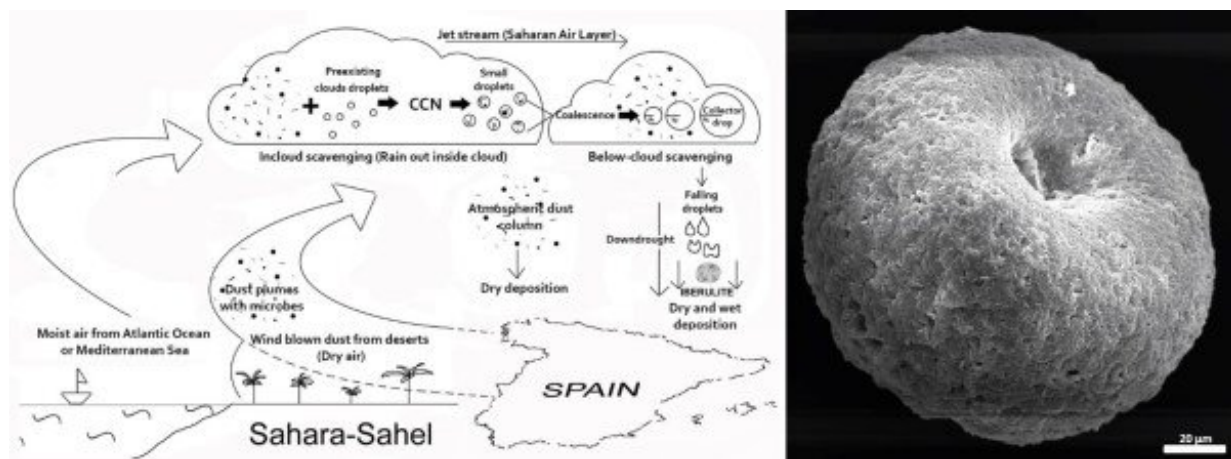 Jet stream (Saharan Air Layer)
Preexisting
clouds droplets
CCN
Small
droplets
Coalescence
Collector
drop
Incloud scavenging (Rain out inside cloud)
Below-cloud scavenging
Atmospheric dust
column
Falling
droplets
Downdrought
Dust plumes
with microbes
Dry deposition
IBERULITE
Dry and wet
deposition
Moist air from Atlantic Ocean
or Mediterranean Sea
Wind blown dust from deserts
(Dry air)
SPAIN
Sahara-Sahel
20 µm